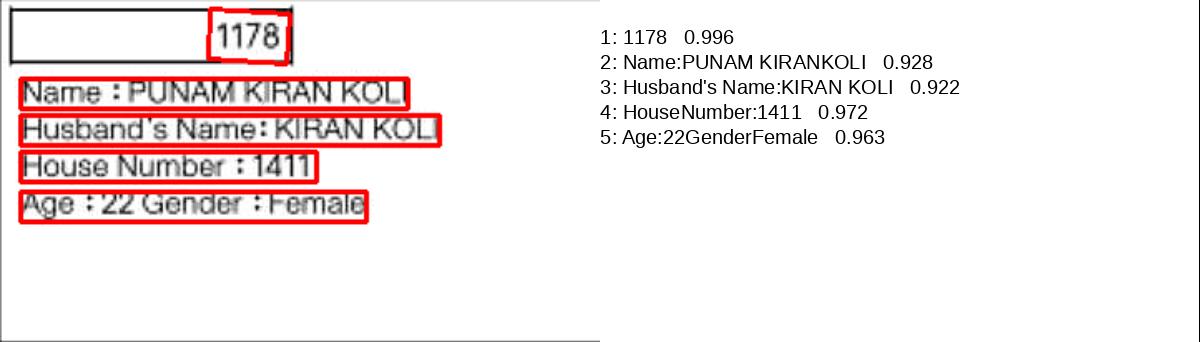 1178
Name : PUNAM KIRAN KOLI
Husband's Name: KIRAN KOLI
House Number : 1411
Age : 22 Gender : Female
1: 1178 0.996
2: Name:PUNAM KIRANKOLI 0.928
3: Husband's Name:KIRAN KOLI 0.922
4: HouseNumber:1411 0.972
5: Age:22GenderFemale 0.963